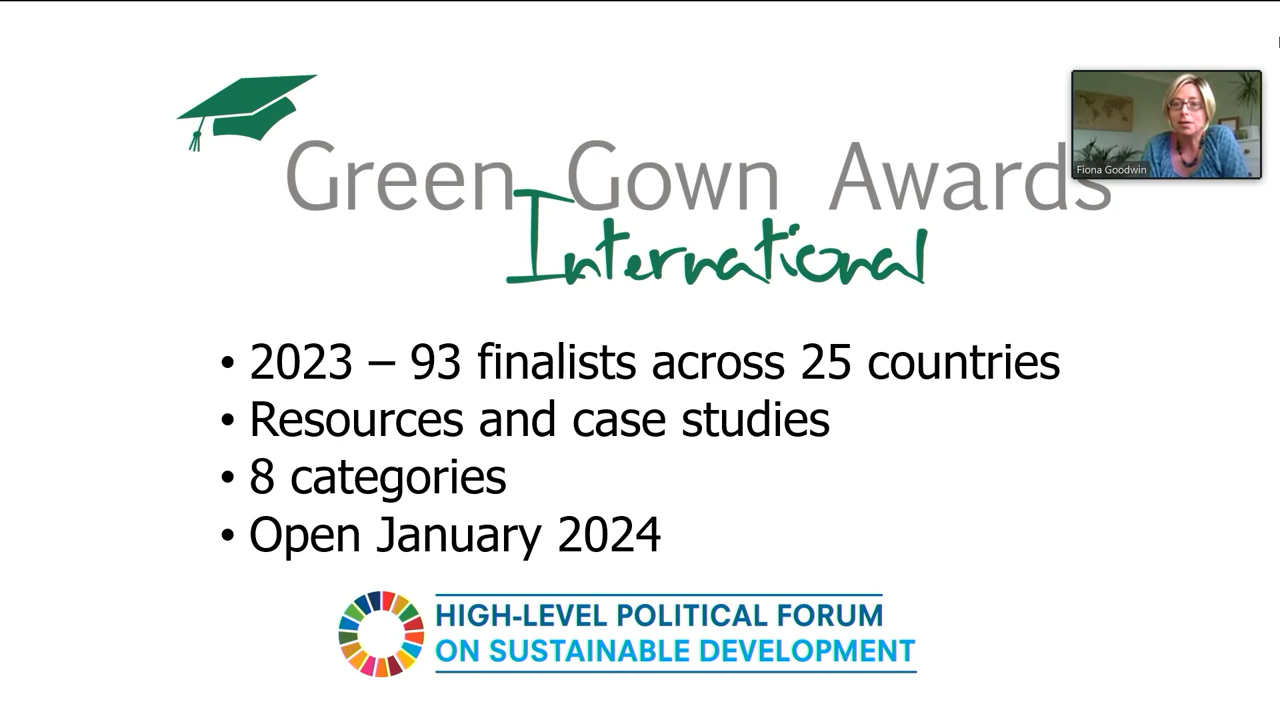 Green Gown Awards
International
Fiona Goodwin
• 2023 – 93 finalists across 25 countries
• Resources and case studies
• 8 categories
• Open January 2024
HIGH-LEVEL POLITICAL FORUM
ON SUSTAINABLE DEVELOPMENT